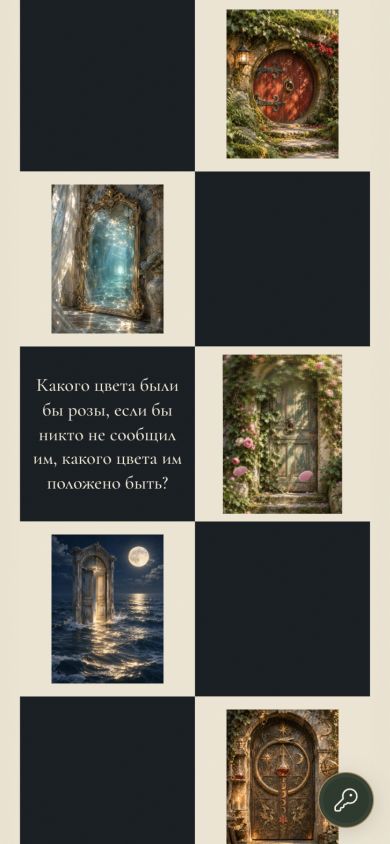 Какого цвета были
бы розы, если бы
никто не сообщил
им, какого цвета им
положено быть?